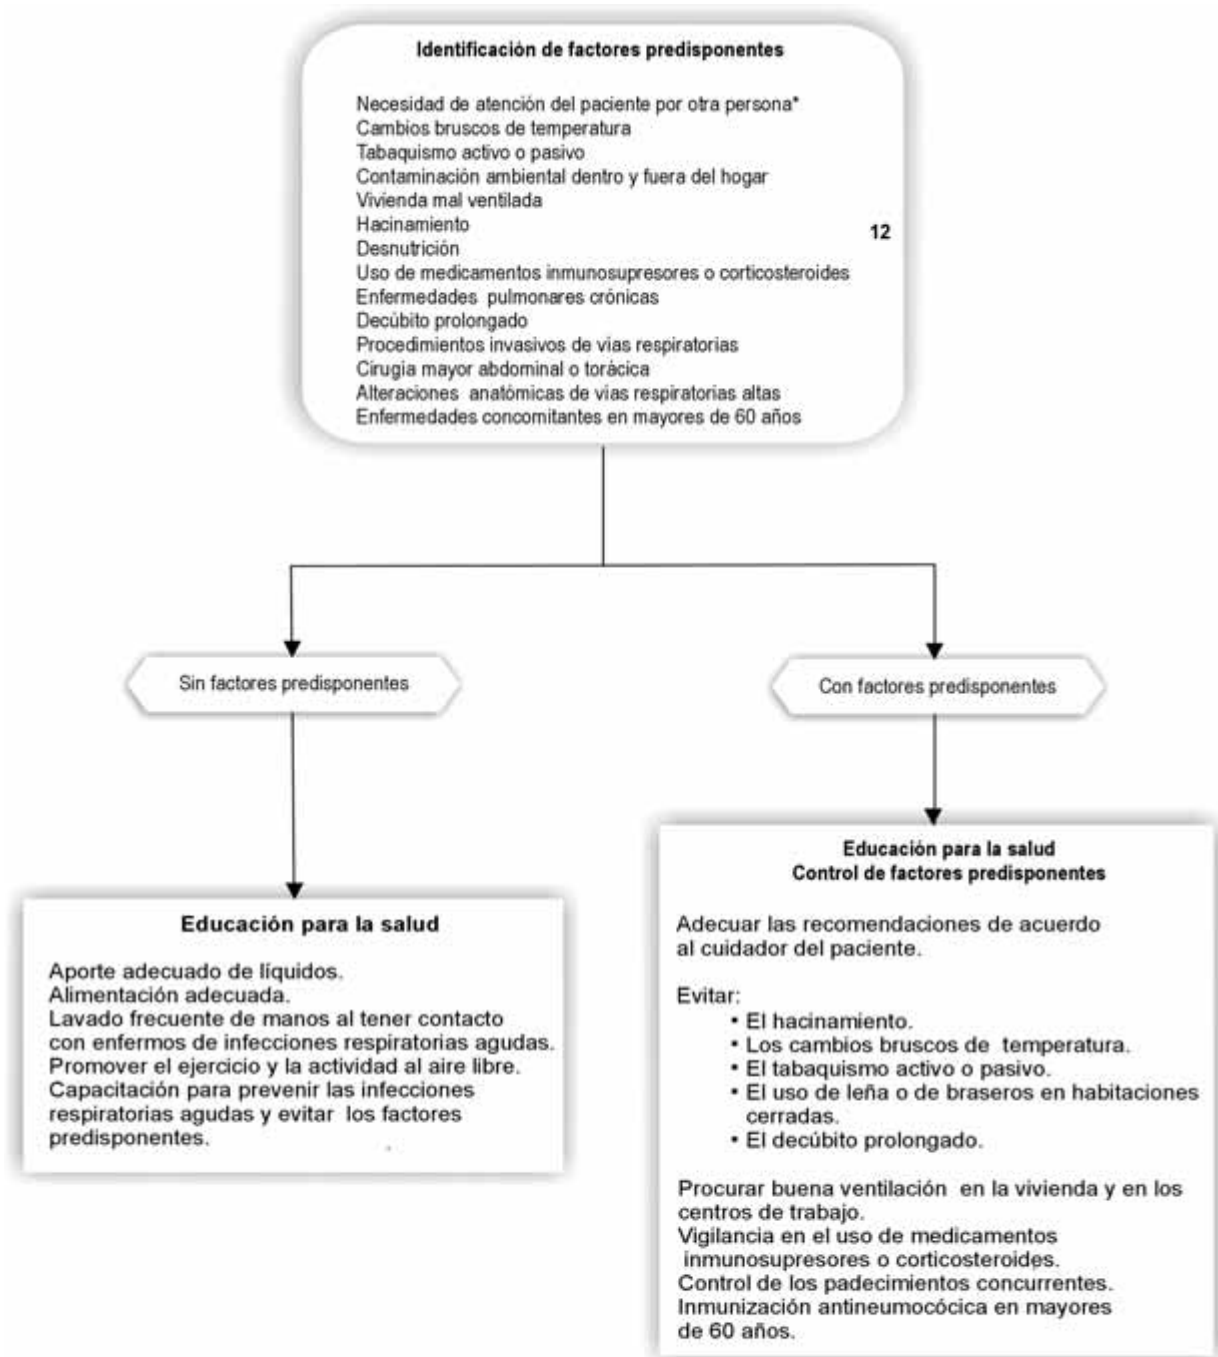 Identificación de factores predisponentes
Necesidad de atención del paciente por otra persona*
Cambios bruscos de temperatura
Tabaquismo activo o pasivo
Contaminación ambiental dentro y fuera del hogar
Vivienda mal ventilada
Hacinamiento
12
Desnutrición
Uso de medicamentos inmunosupresores o corticosteroides
Enfermedades pulmonares crónicas
Decúbito prolongado
Procedimientos invasivos de vías respiratorias
Cirugía mayor abdominal o torácica
Alteraciones anatómicas de vías respiratorias altas
Enfermedades concomitantes en mayores de 60 años
Sin factores predisponentes
Con factores predisponentes
Educación para la salud
Aporte adecuado de líquidos.
Alimentación adecuada.
Lavado frecuente de manos al tener contacto
con enfermos de infecciones respiratorias agudas.
Promover el ejercicio y la actividad al aire libre.
Capacitación para prevenir las infecciones
respiratorias agudas y evitar los factores
predisponentes.
Educación para la salud
Control de factores predisponentes
Adecuar las recomendaciones de acuerdo
al cuidador del paciente.
Evitar:
• El hacinamiento.
• Los cambios bruscos de temperatura.
• El tabaquismo activo o pasivo.
• El uso de leña o de braseros en habitaciones
cerradas.
• El decúbito prolongado.
Procurar buena ventilación en la vivienda y en los
centros de trabajo.
Vigilancia en el uso de medicamentos
inmunosupresores o corticosteroides.
Control de los padecimientos concurrentes.
Inmunización antineumocócica en mayores
de 60 años.